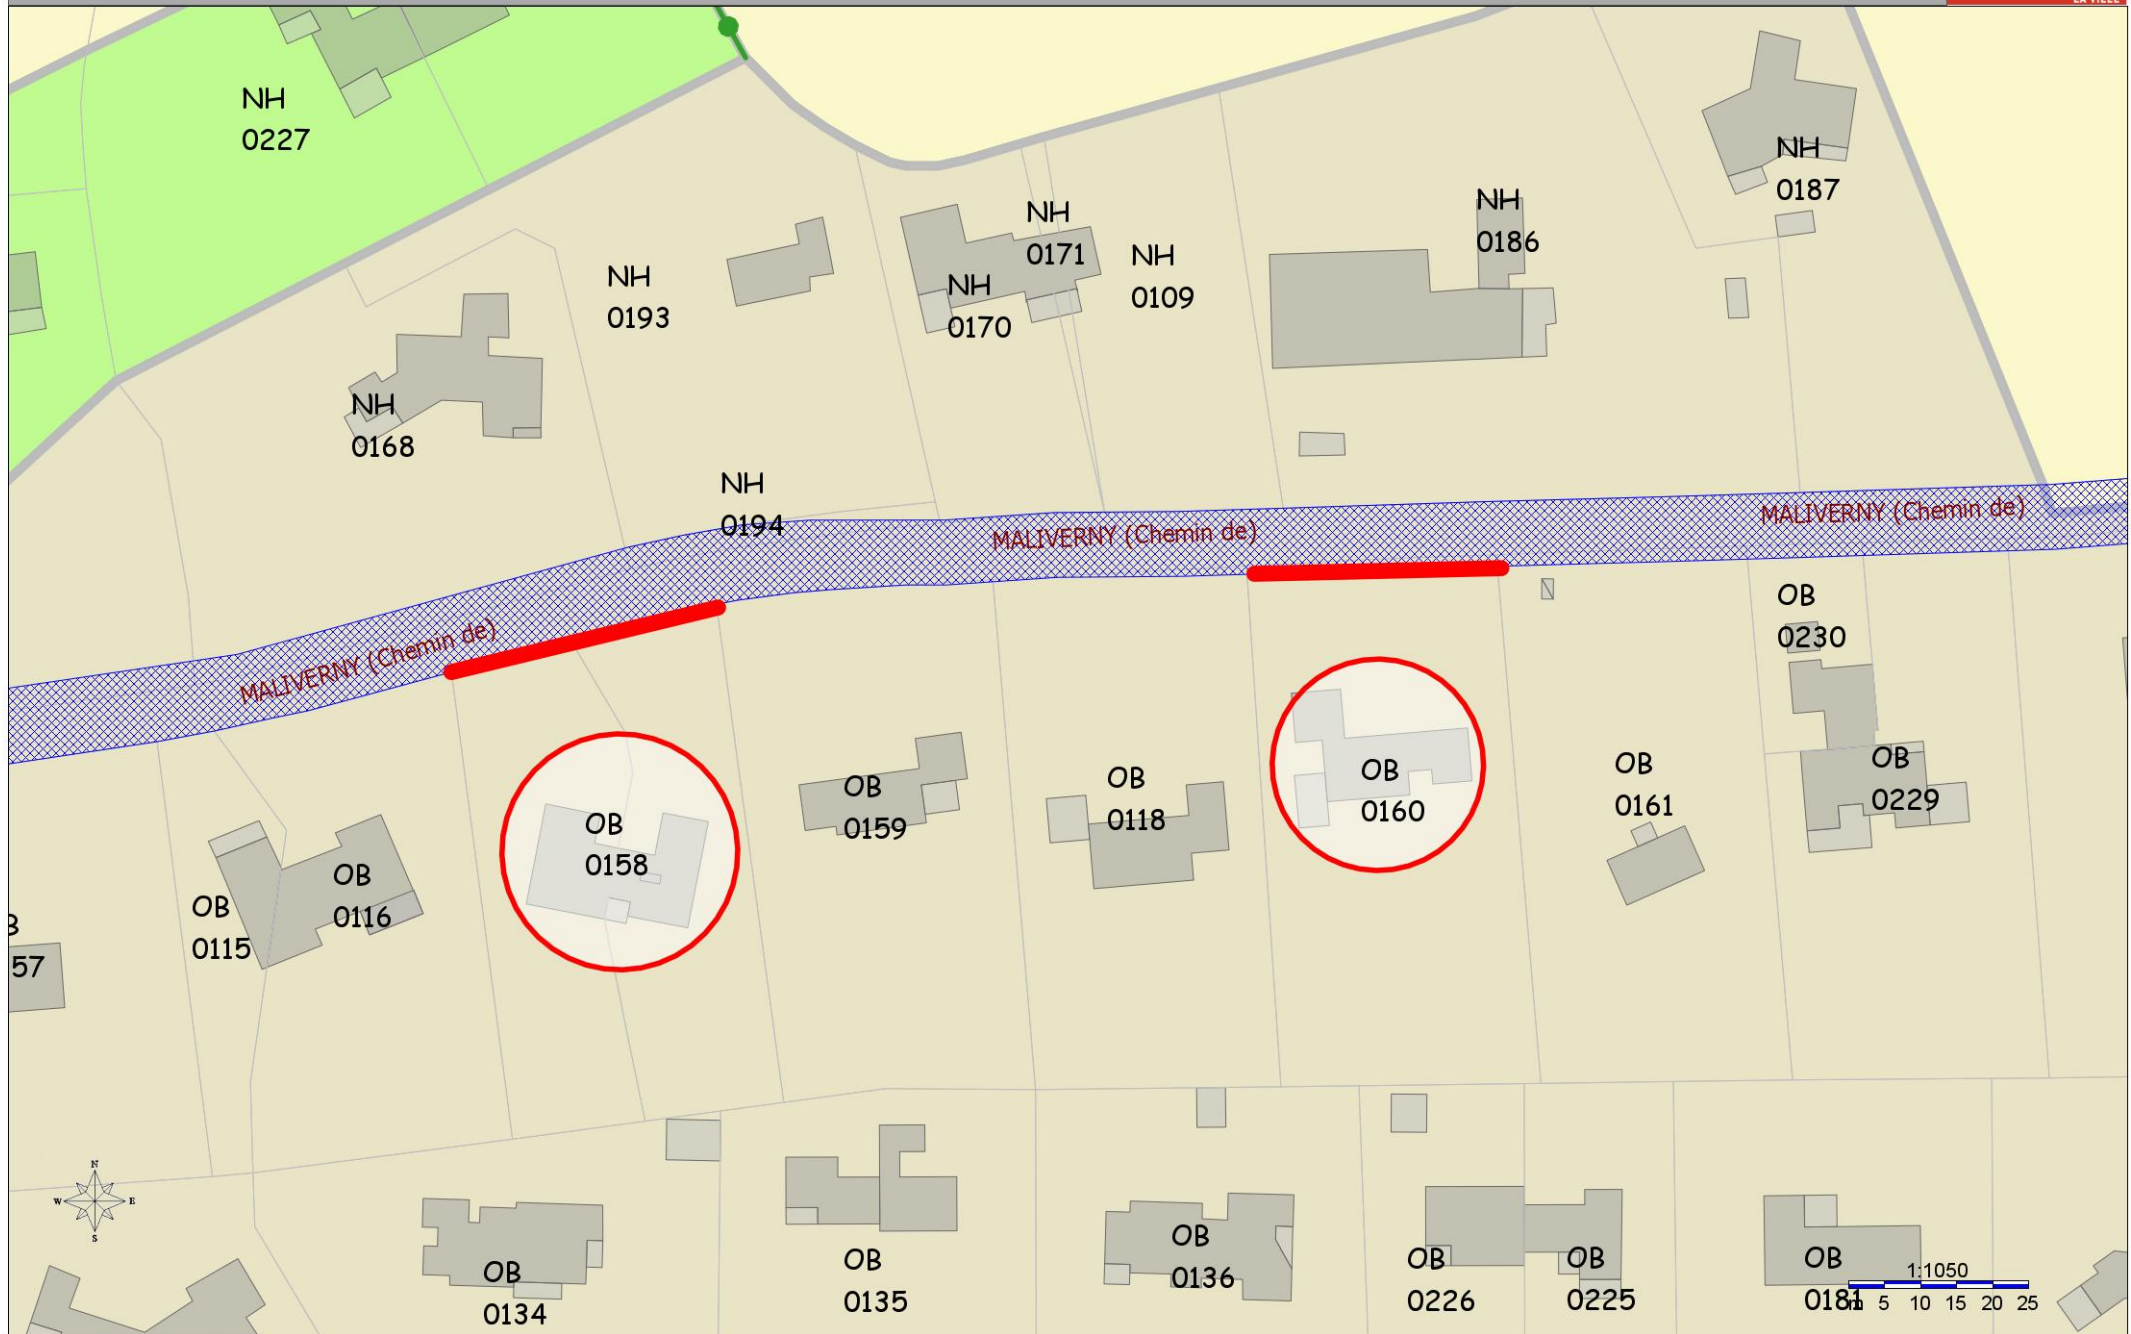 LA VILLE
NH
0227
NH
0187
NH
0186
NH
0171
NH
0109
NH
0193
NH
0170
NH
0168
NH
0194
MALIVERNY (Chemin de)
MALIVERNY (Chemin de)
MALIVERNY (Chemin de)
OB
0230
OB
0229
OB
0161
OB
0160
OB
0118
OB
0159
OB
0158
OB
0116
OB
0115
57
N
W
E
S
OB
0134
OB
0135
OB
0136
OB
0226
OB
0225
OB
0181
1:1050
m 5 10 15 20 25